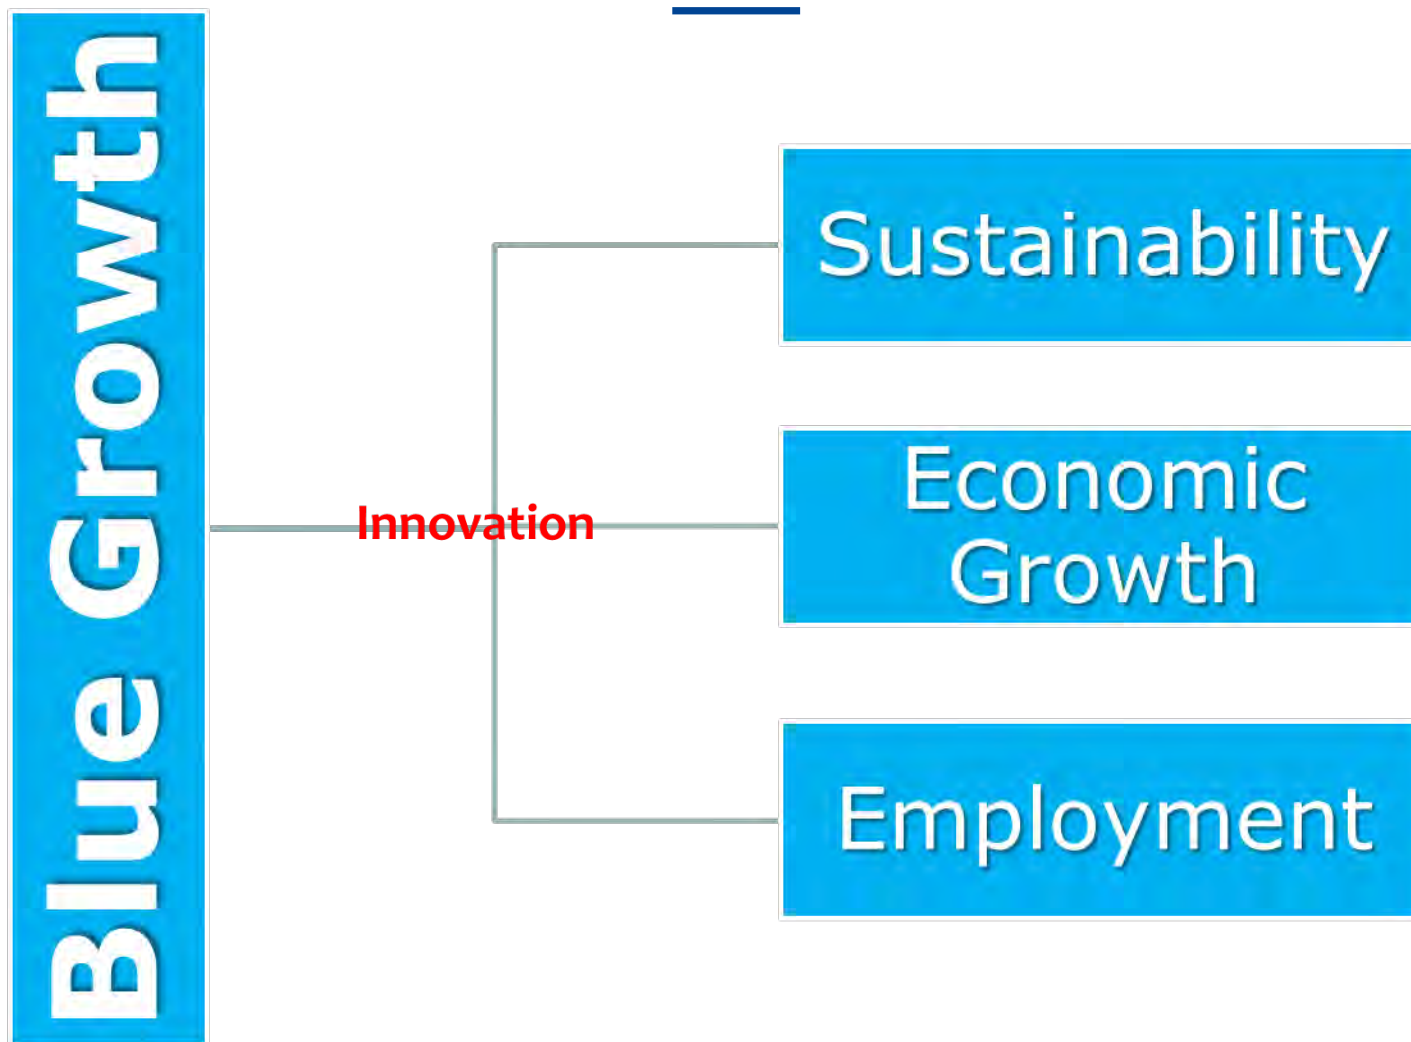 Blue Growth
Innovation
Sustainability
Economic
Growth
Employment